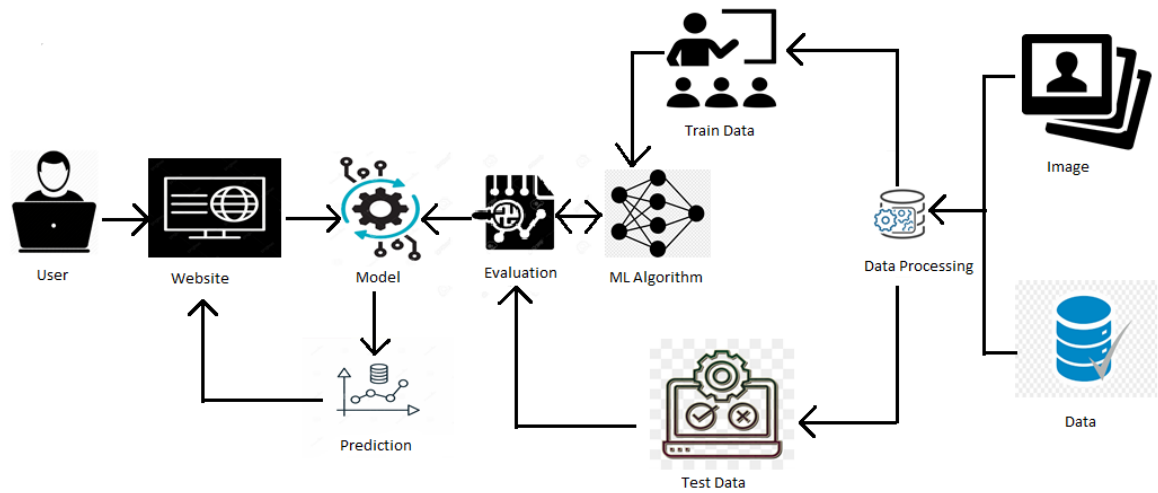 Train Data
Image
User
Website
Model
Evaluation
ML Algorithm
Data Processing
Prediction
Data
Test Data